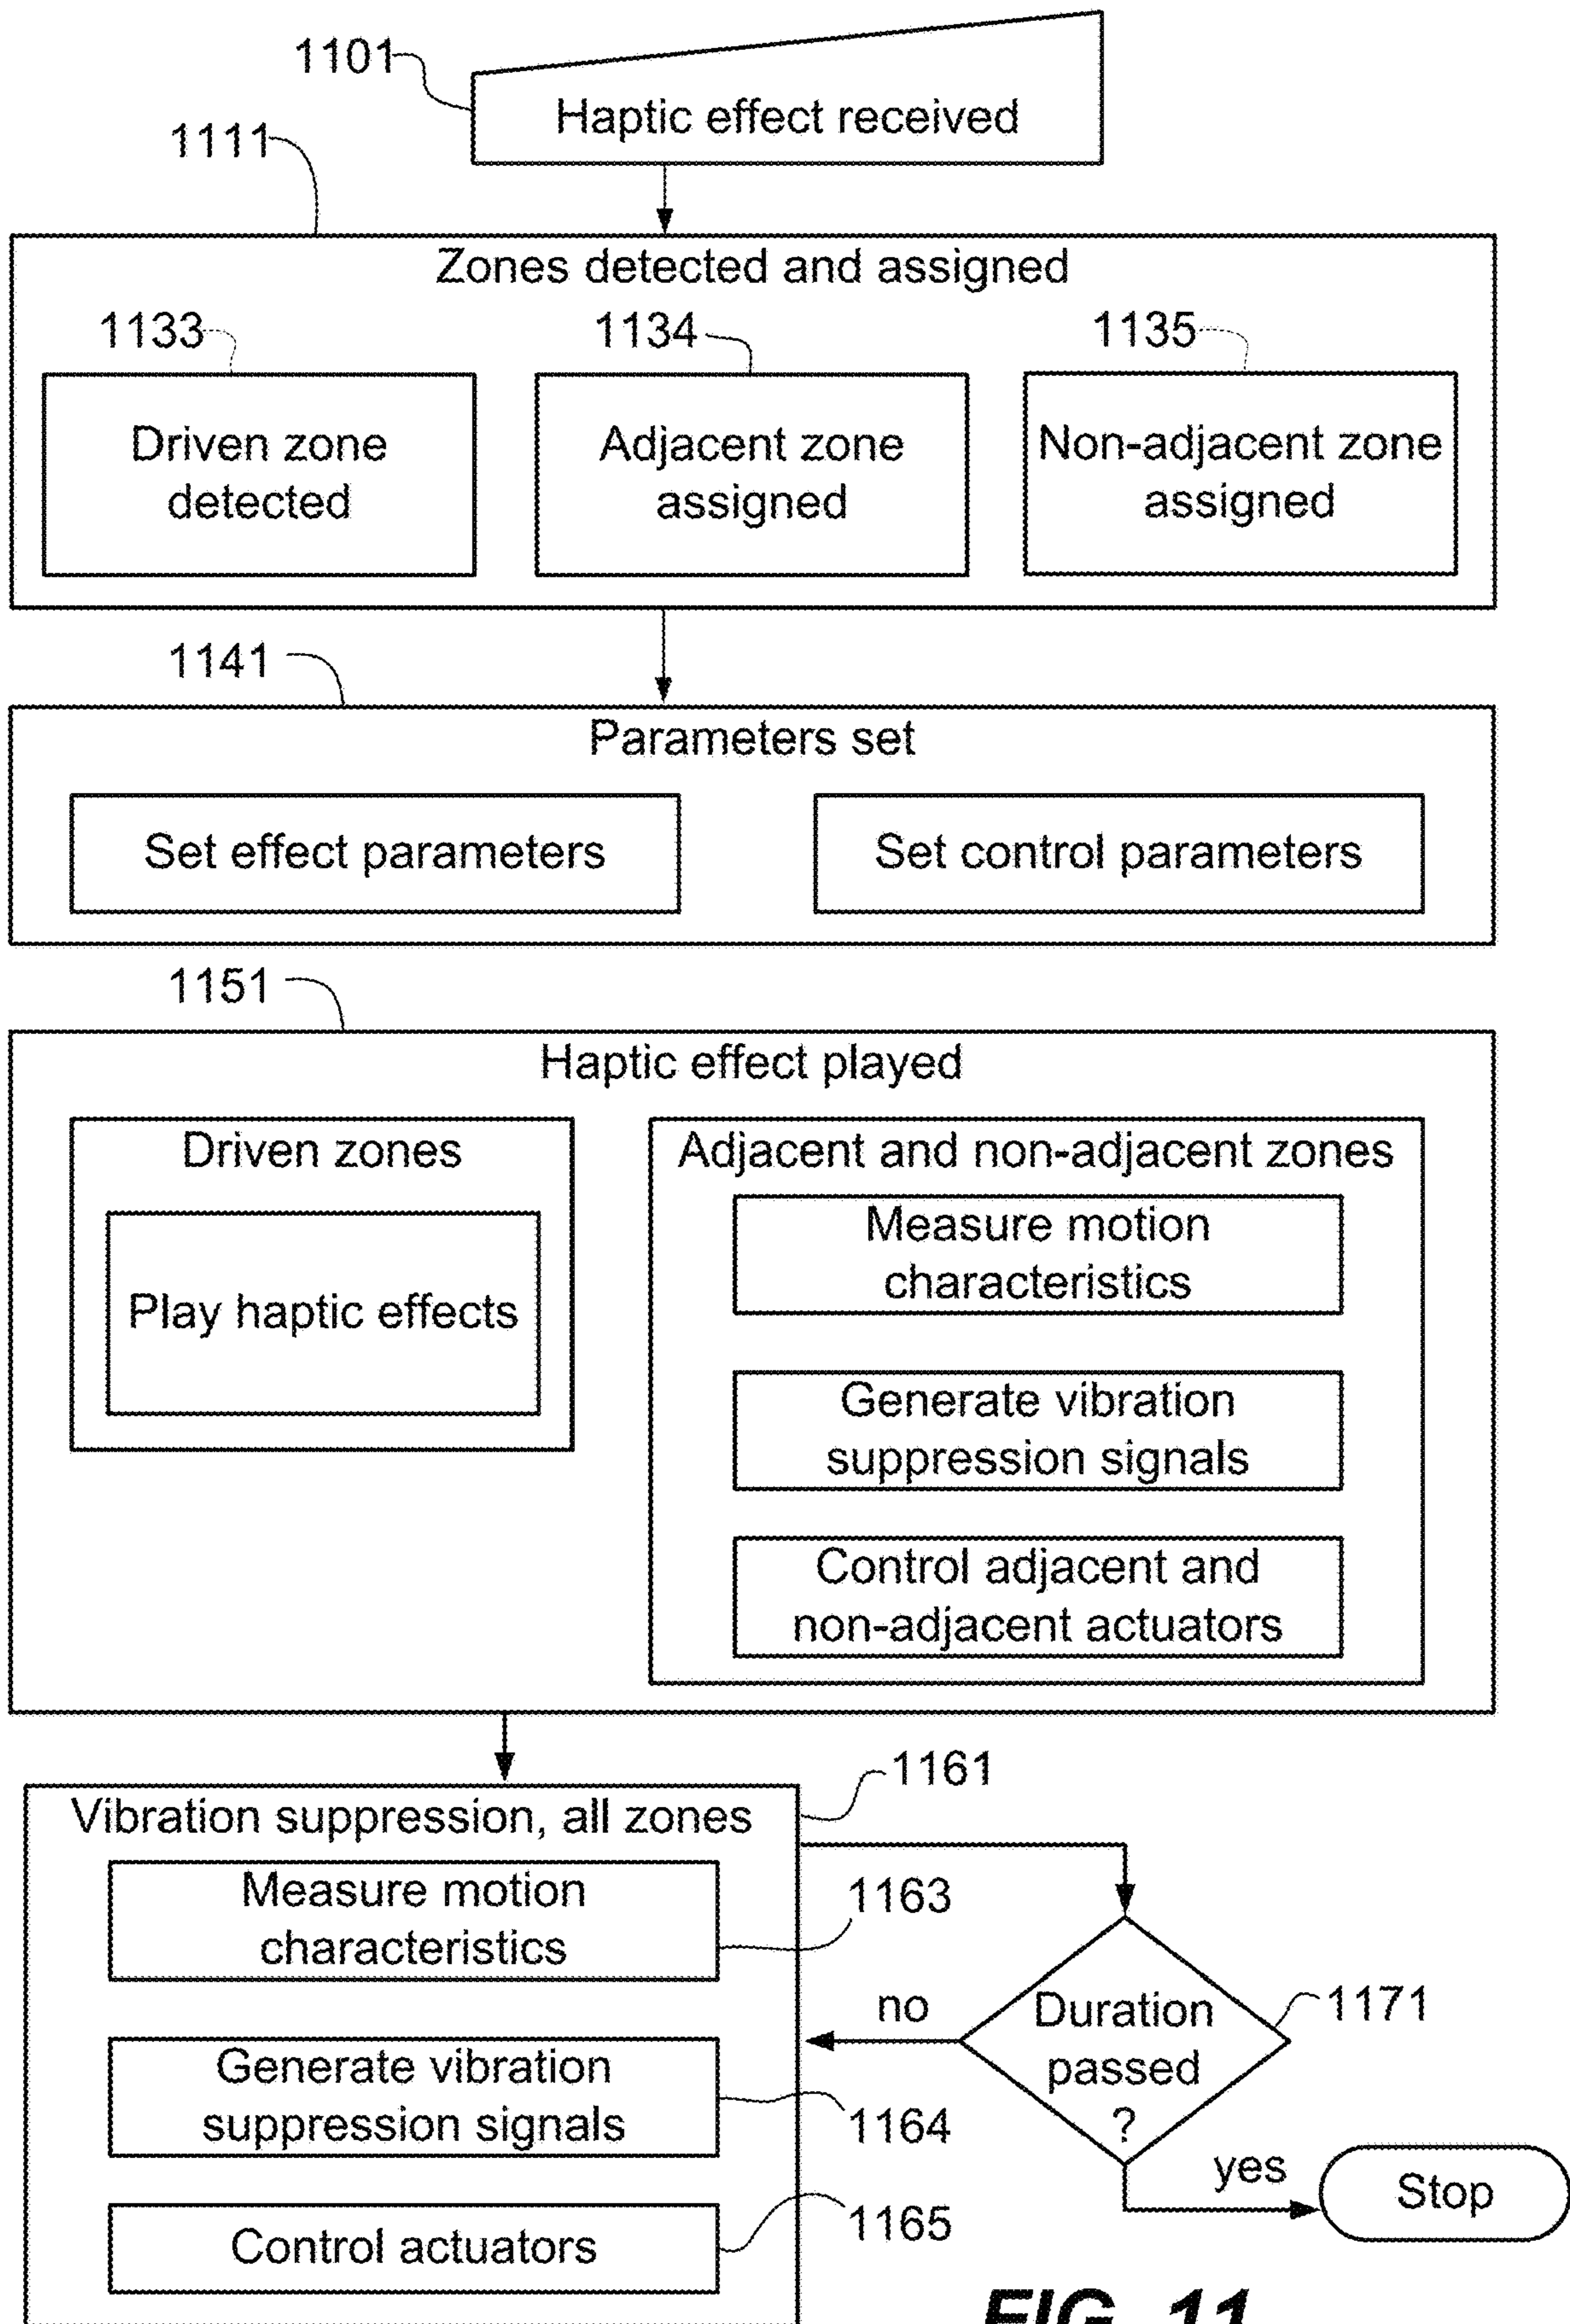 1101
Haptic effect received
1111
Zones detected and assigned
1133
1134
1135
Driven zone
detected
Adjacent zone
assigned
Non-adjacent zone
assigned
1141
Parameters set
Set effect parameters
Set control parameters
1151
Haptic effect played
Driven zones
Play haptic effects
Adjacent and non-adjacent zones
Measure motion
characteristics
Generate vibration
suppression signals
Control adjacent and
non-adjacent actuators
1161
Vibration suppression, all zones
Measure motion
characteristics
1163
Generate vibration
suppression signals
1164
Control actuators
1165
Duration
passed
?
1171
no
yes
Stop
FIG. 11